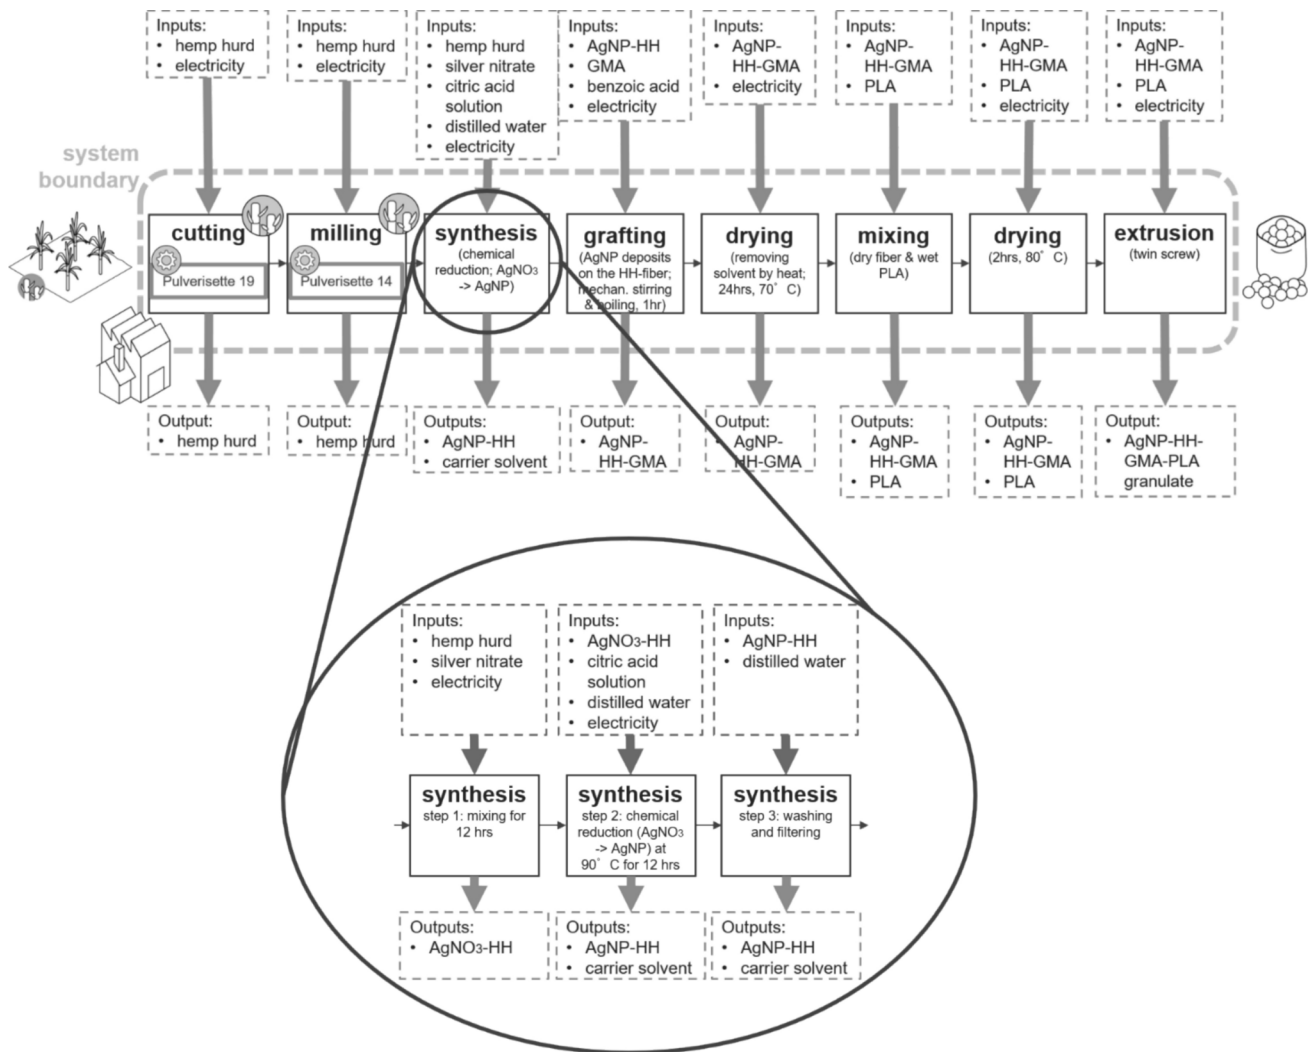 Inputs:
• hemp hurd
• electricity
Inputs:
• hemp hurd
• electricity
Inputs:
• hemp hurd
• silver nitrate
• citric acid
solution
• distilled water
• electricity
Inputs:
• AgNP-HH
• GMA
• benzoic acid
• electricity
Inputs:
• AgNP-
HH-GMA
• electricity
Inputs:
• AgNP-
HH-GMA
• PLA
Inputs:
• AgNP-
HH-GMA
• PLA
• electricity
Inputs:
• AgNP-
HH-GMA
• PLA
• electricity
system
boundary
cutting
Pulverisette 19
milling
Pulverisette 14
synthesis
(chemical
reduction; AgNO₃
-> AgNP)
grafting
(AgNP deposits
on the HH-fiber;
mechan. stirring
& boiling, 1hr)
drying
(removing
solvent by heat;
24hrs, 70° C)
mixing
(dry fiber & wet
PLA)
drying
(2hrs, 80° C)
extrusion
(twin screw)
Output:
• hemp hurd
Output:
• hemp hurd
Outputs:
• AgNP-HH
• carrier solvent
Output:
• AgNP-
HH-GMA
Output:
• AgNP-
HH-GMA
Outputs:
• AgNP-
HH-GMA
• PLA
Outputs:
• AgNP-
HH-GMA
• PLA
Output:
• AgNP-HH-
GMA-PLA
granulate
Inputs:
• hemp hurd
• silver nitrate
• electricity
Inputs:
• AgNO₃-HH
• citric acid
solution
• distilled water
• electricity
Inputs:
• AgNP-HH
• distilled water
synthesis
step 1: mixing for
12 hrs
synthesis
step 2: chemical
reduction (AgNO₃
-> AgNP) at
90° C for 12 hrs
synthesis
step 3: washing
and filtering
Outputs:
• AgNO₃-HH
Outputs:
• AgNP-HH
• carrier solvent
Outputs:
• AgNP-HH
• carrier solvent